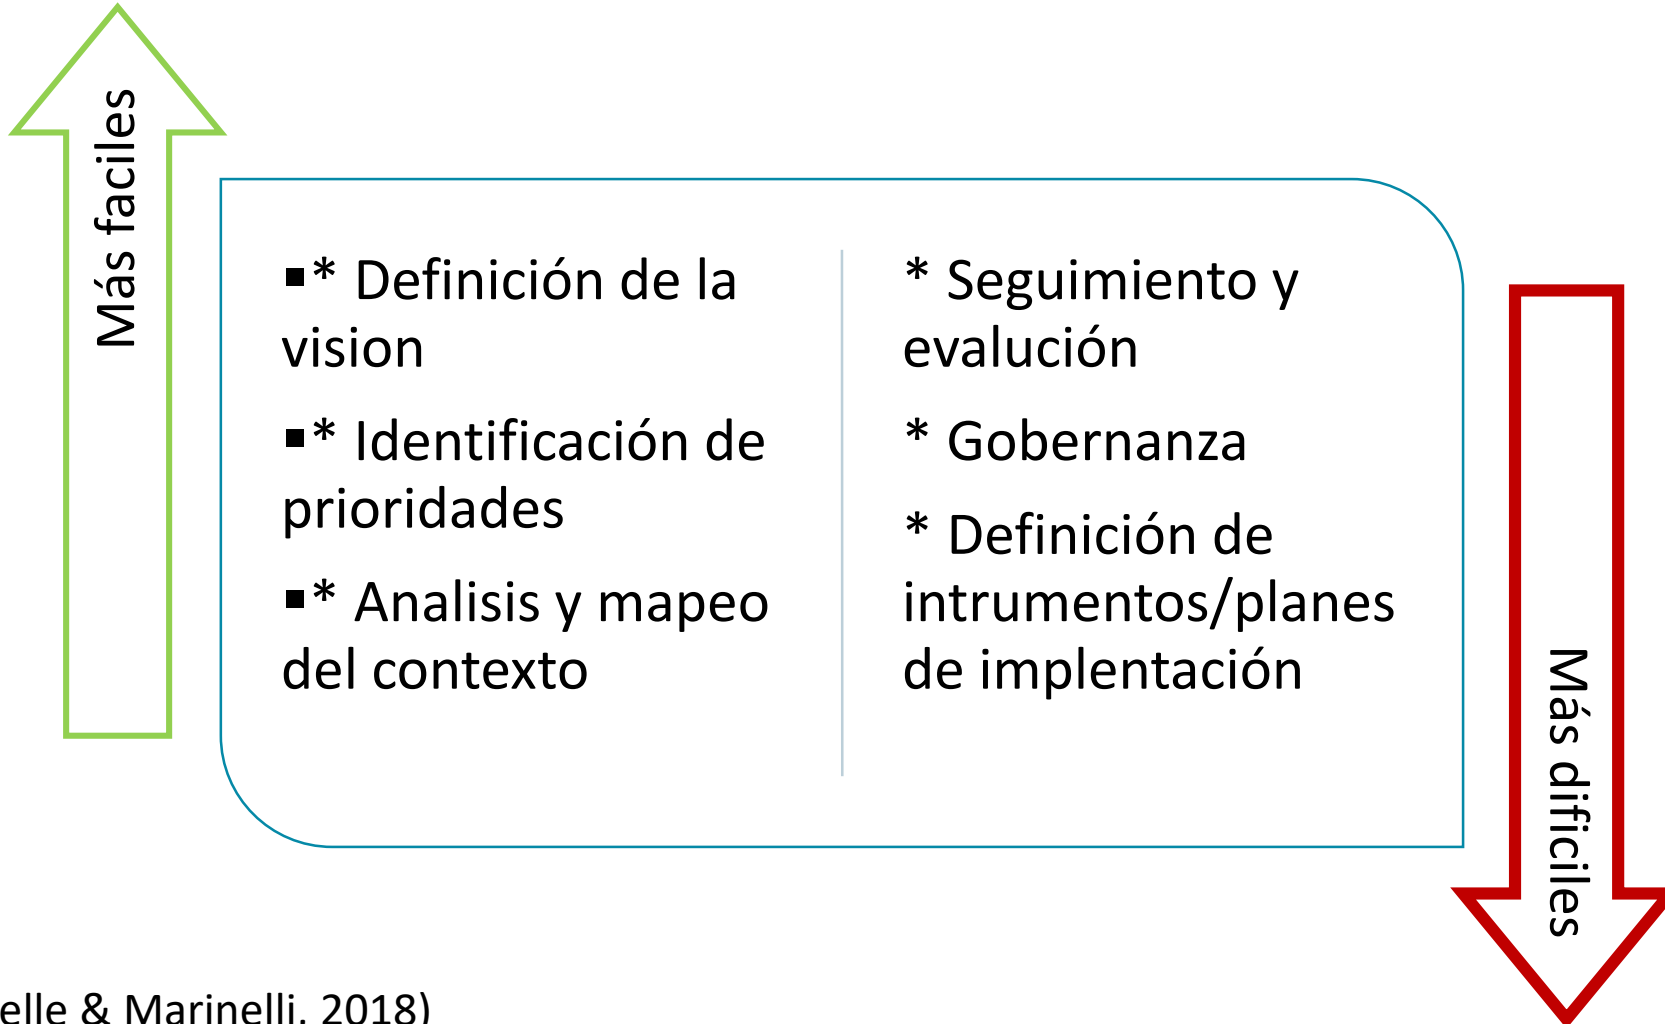 Más faciles
▪* Definición de la
vision
▪* Identificación de
prioridades
▪* Analisis y mapeo
del contexto
* Seguimiento y
evalución
* Gobernanza
* Definición de
intrumentos/planes
de implentación
Más dificiles
elle & Marinelli, 2018)